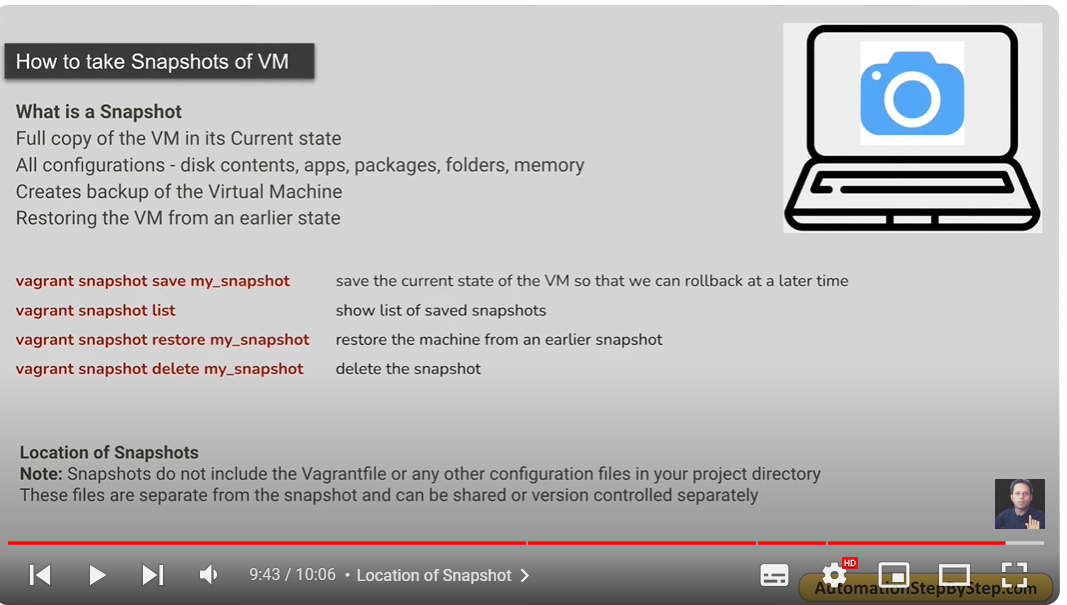 How to take Snapshots of VM
What is a Snapshot
Full copy of the VM in its Current state
All configurations - disk contents, apps, packages, folders, memory
Creates backup of the Virtual Machine
Restoring the VM from an earlier state
vagrant snapshot save my_snapshot save the current state of the VM so that we can rollback at a later time
vagrant snapshot list show list of saved snapshots
vagrant snapshot restore my_snapshot restore the machine from an earlier snapshot
vagrant snapshot delete my_snapshot delete the snapshot
Location of Snapshots
Note: Snapshots do not include the Vagrantfile or any other configuration files in your project directory
These files are separate from the snapshot and can be shared or version controlled separately
9:43 / 10:06 • Location of Snapshot
HD
AutomationStepByStep.com